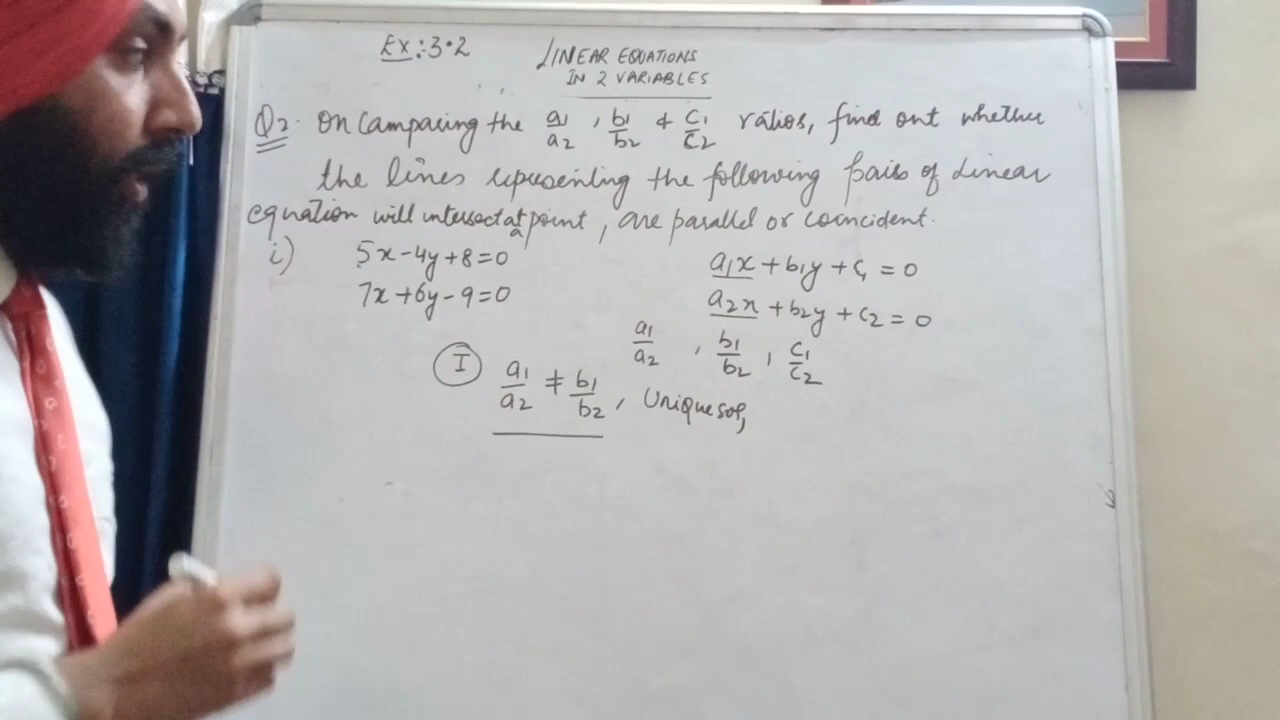 Ex:-3.2
LINEAR EQUATIONS
IN 2 VARIABLES
Q2. On Campacing the a1/a2, b1/b2 & c1/c2 ratios, find out whether
the lines representing the following pairs of Linear
equation will intersect at a point, are parallel or coincident.
i) 5x-4y+8=0
7x+6y-9=0
a1x+b1y+c1=0
a2x+b2y+c2=0
a1/a2, b1/b2, c1/c2
I a1/a2 ≠ b1/b2, Unique sol,